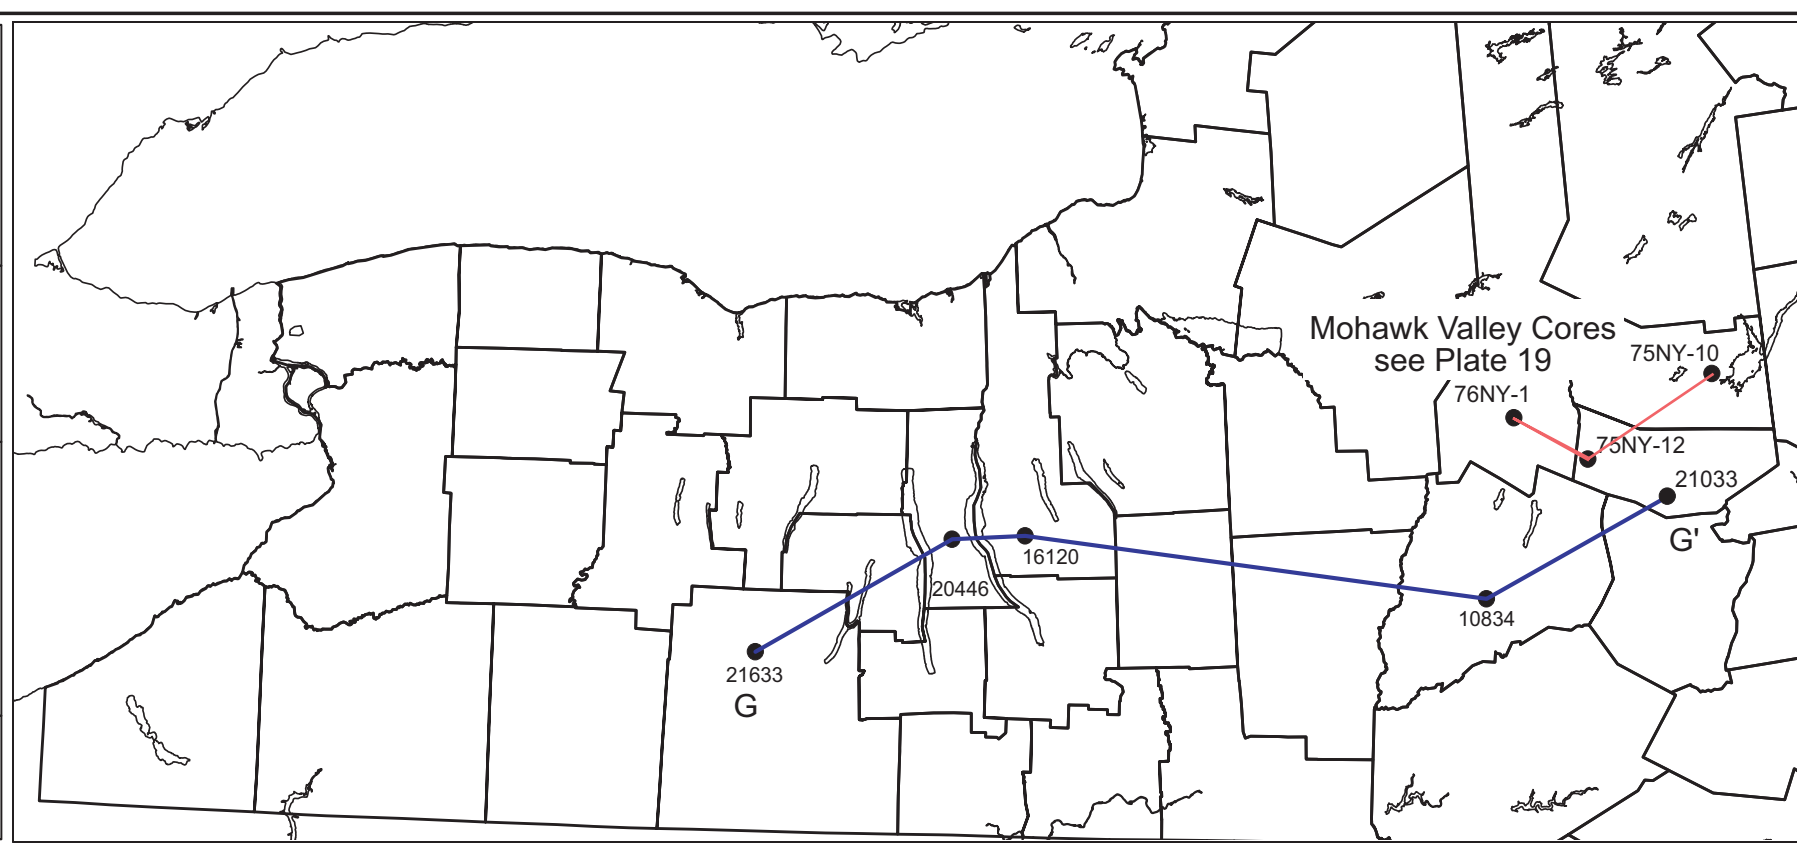 Mohawk Valley Cores
see Plate 19
75NY-10
76NY-1
75NY-12
21033
G'
16120
20446
10834
21633
G